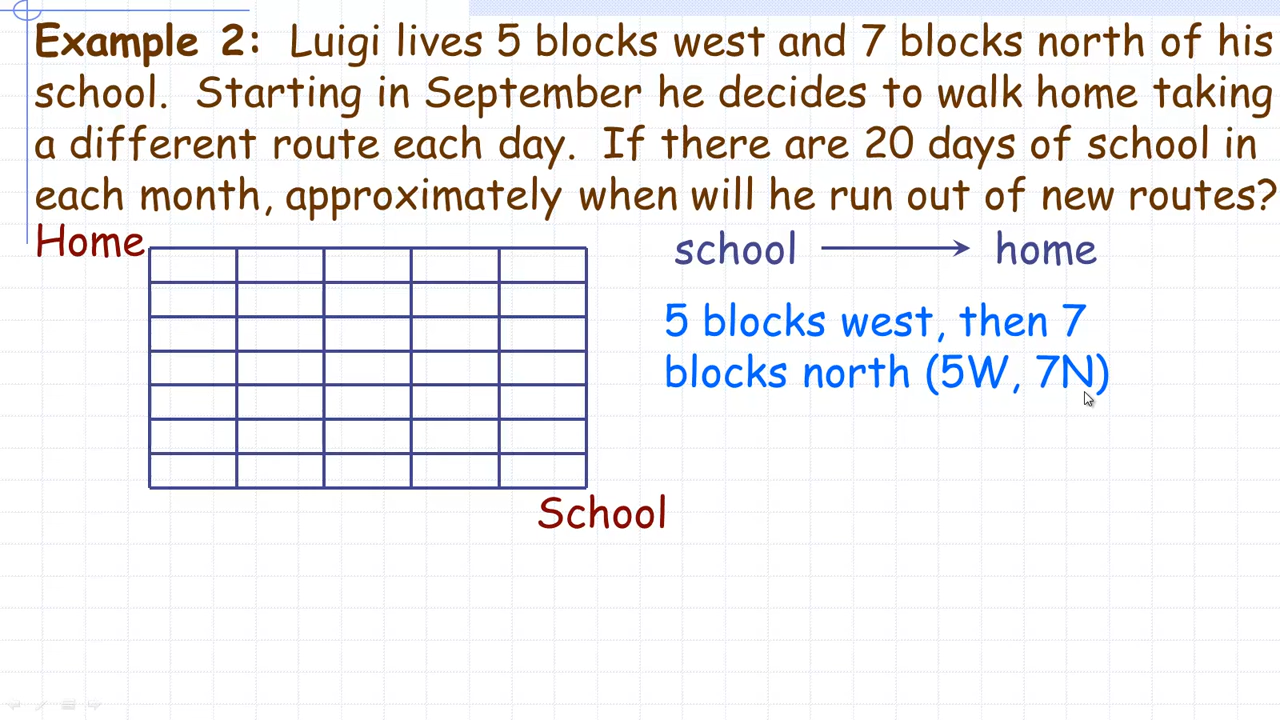 Example 2: Luigi lives 5 blocks west and 7 blocks north of his
school. Starting in September he decides to walk home taking
a different route each day. If there are 20 days of school in
each month, approximately when will he run out of new routes?
Home
school home
5 blocks west, then 7
blocks north (5W, 7N)
School